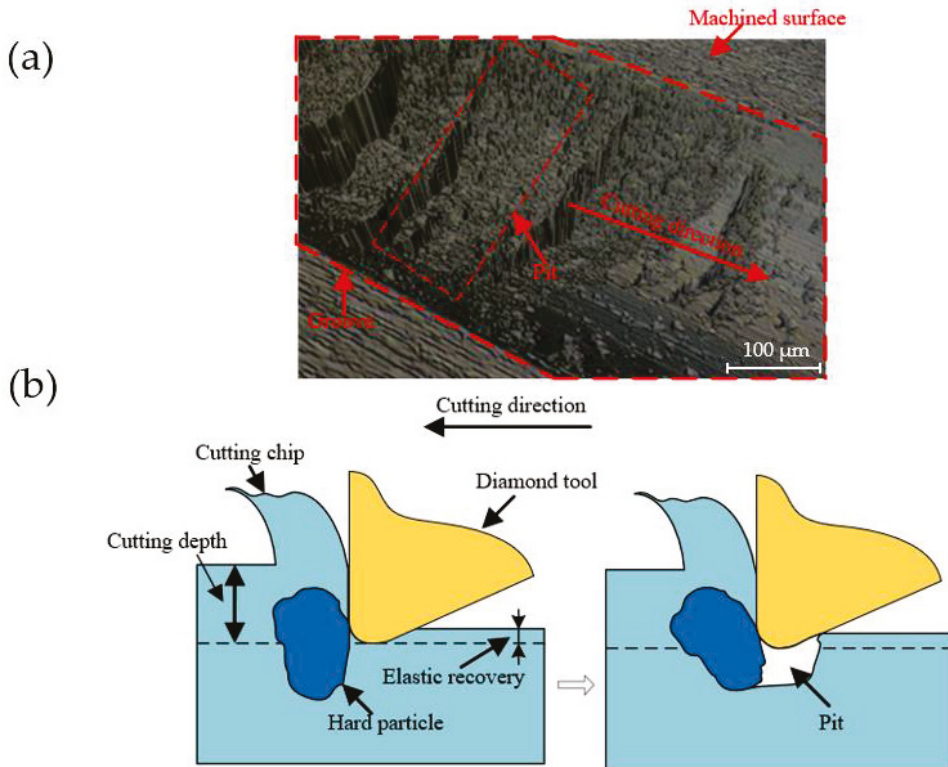 (a)
Machined surface
Cutting direction
Pit
Groove
100 μm
(b)
Cutting direction
Cutting chip
Diamond tool
Cutting depth
Elastic recovery
Hard particle
Pit